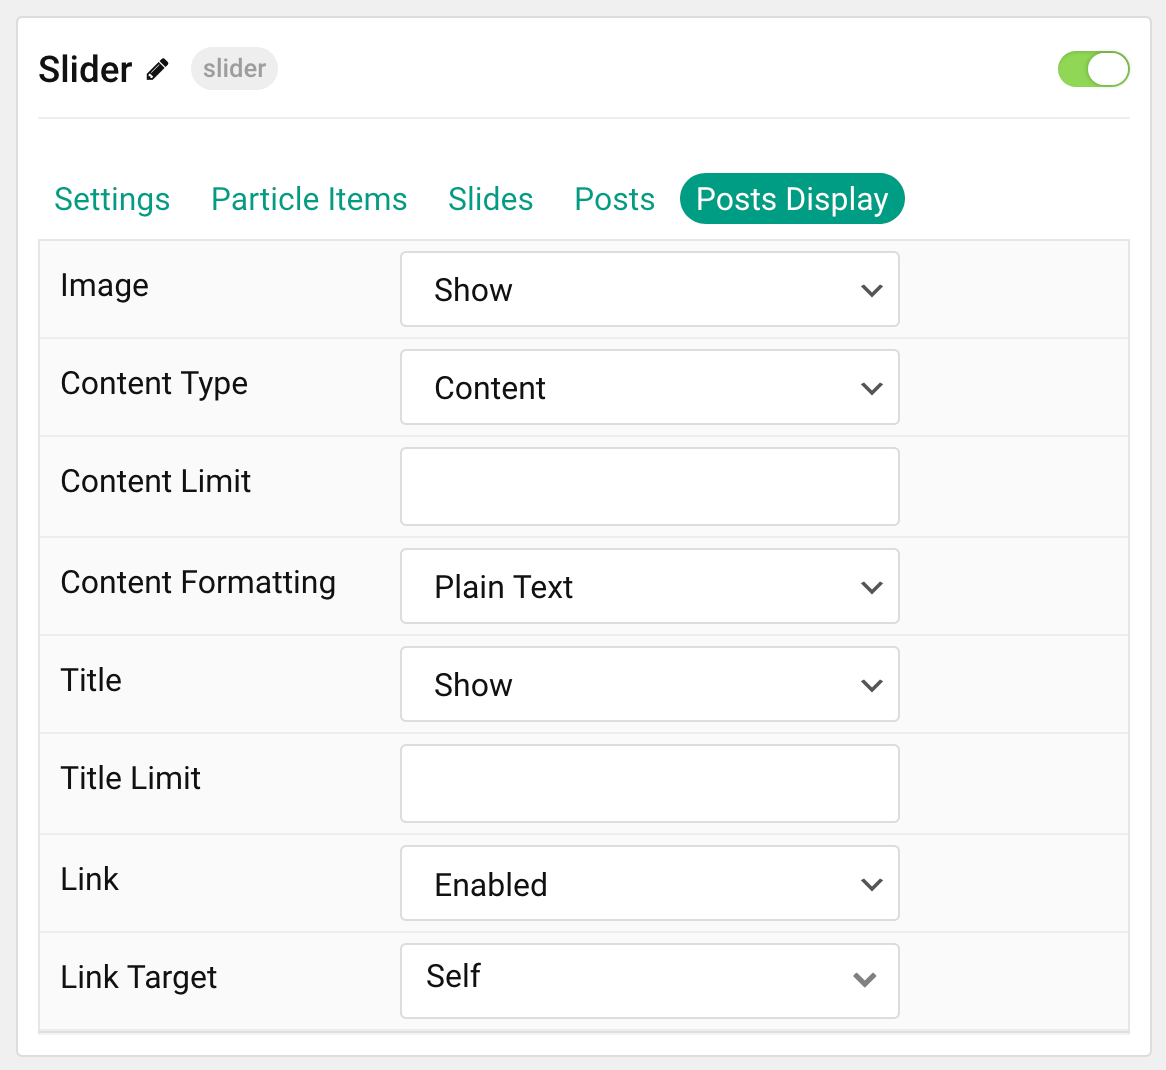 Slider slider
Settings Particle Items Slides Posts Posts Display
Image Show
Content Type Content
Content Limit
Content Formatting Plain Text
Title Show
Title Limit
Link Enabled
Link Target Self